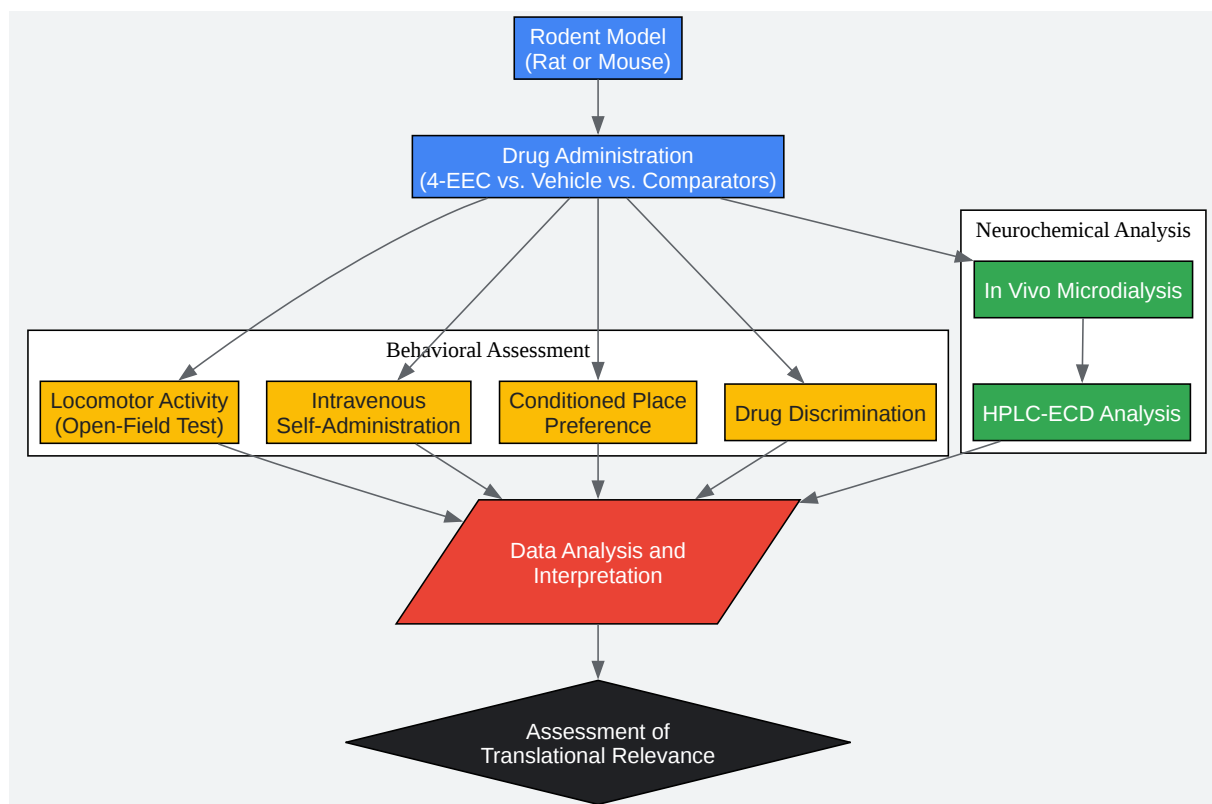 Rodent Model
(Rat or Mouse)
Drug Administration
(4-EEC vs. Vehicle vs. Comparators)
Neurochemical Analysis
In Vivo Microdialysis
HPLC-ECD Analysis
Behavioral Assessment
Locomotor Activity
(Open-Field Test)
Intravenous
Self-Administration
Conditioned Place
Preference
Drug Discrimination
Data Analysis and
Interpretation
Assessment of
Translational Relevance